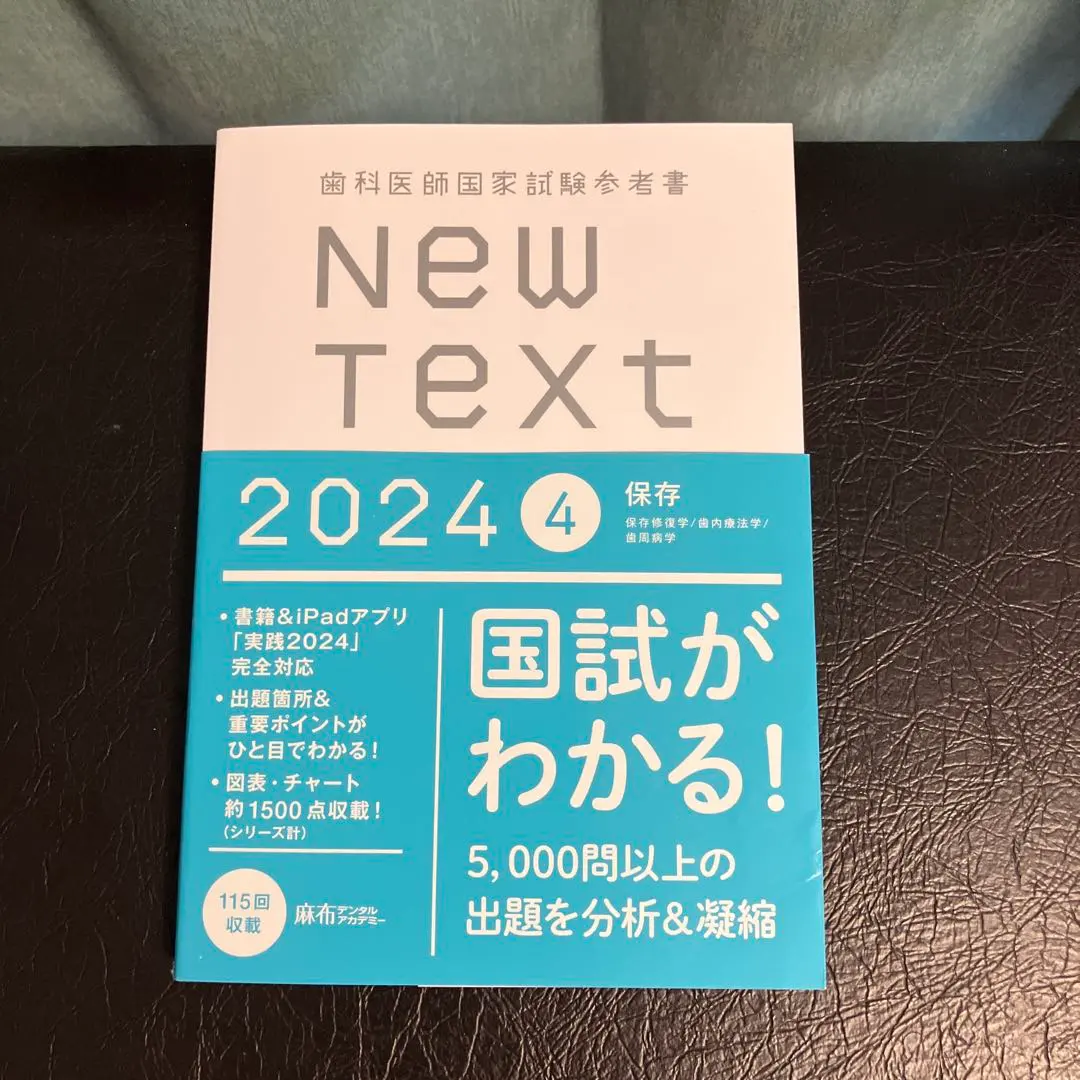 歯科医師国家試験参考書
New
Text
2024 4 保存
保存修復学/歯内療法学/
歯周病学
・書籍&iPadアプリ
「実践2024」
完全対応
・出題箇所&
重要ポイントが
ひと目でわかる!
・図表・チャート
約1500点収載!
(シリーズ計)
115回
収載
麻布デンタル
アカデミー
国試が
わかる!
5,000問以上の
出題を分析&凝縮